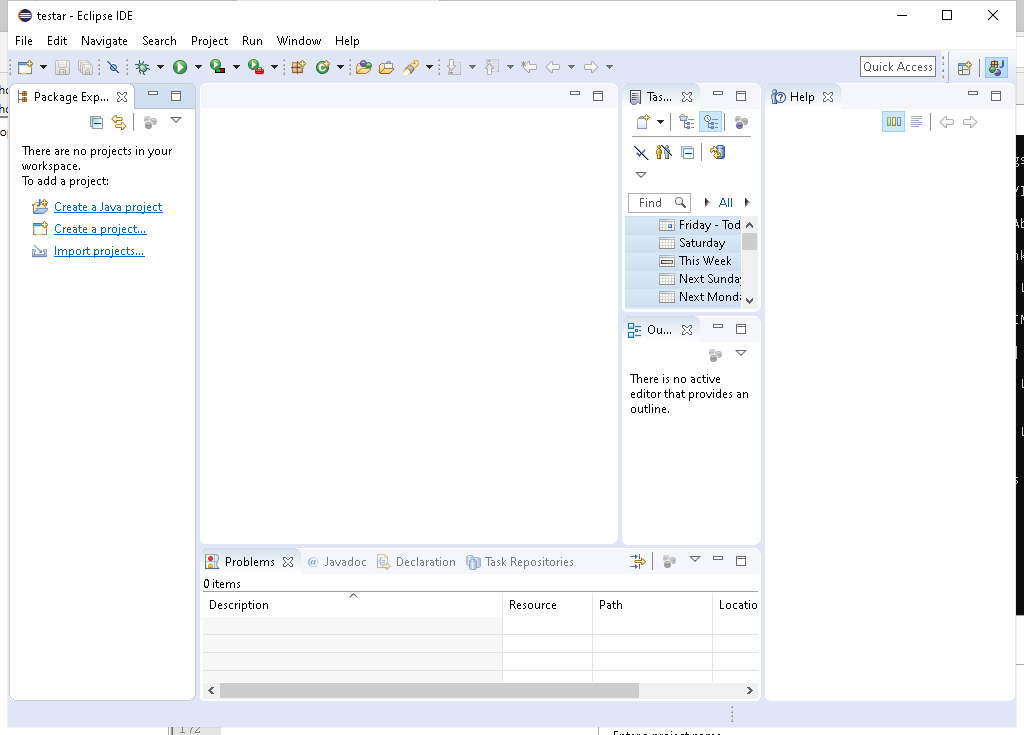 testar - Eclipse IDE
File Edit Navigate Search Project Run Window Help
Quick Access
Package Exp...
There are no projects in your
workspace.
To add a project:
Create a Java project
Create a project...
Import projects...
Tas...
Find
All
Friday - Tod
Saturday
This Week
Next Sunday
Next Monda
Ou...
There is no active
editor that provides an
outline.
Help
Problems
@ Javadoc
Declaration
Task Repositories
0 items
Description Resource Path Locatio
172